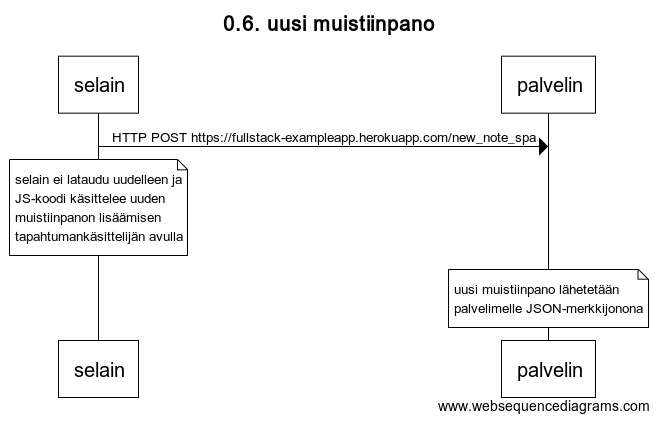 0.6. uusi muistiinpano
selain
palvelin
HTTP POST https://fullstack-exampleapp.herokuapp.com/new_note_spa
selain ei lataudu uudelleen ja
JS-koodi käsittelee uuden
muistiinpanon lisäämisen
tapahtumankäsittelijän avulla
uusi muistiinpano lähetetään
palvelimelle JSON-merkkijonona
selain
palvelin
www.websequencediagrams.com